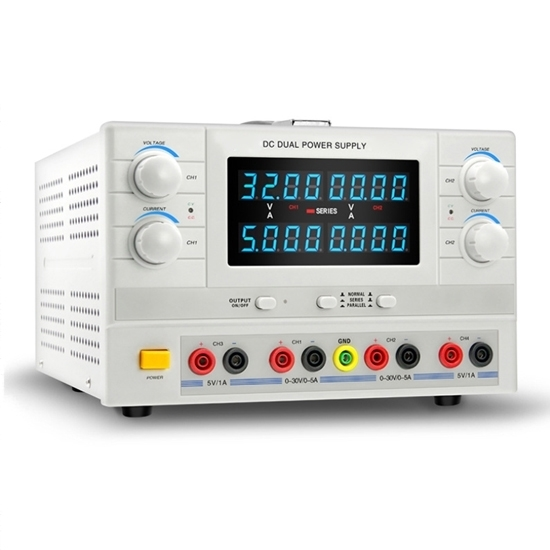 DC DUAL POWER SUPPLY
VOLTAGE
CH1
CURRENT
CH1
32.00 00.00
V
A
CH1
SERIES
V
A
CH2
5.000 0.000
VOLTAGE
CH2
CURRENT
CH2
OUTPUT
ON/OFF
NORMAL
SERIES
PARALLEL
POWER
+ CH3 −
+ CH1 −
GND
+ CH2 −
+ CH4 −
5V/1A
0-30V/0-5A
0-30V/0-5A
5V/1A